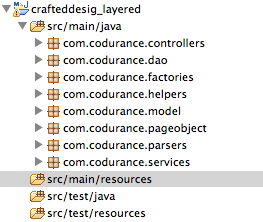 crafteddesig_layered
src/main/java
com.codurance.controllers
com.codurance.dao
com.codurance.factories
com.codurance.helpers
com.codurance.model
com.codurance.pageobject
com.codurance.parsers
com.codurance.services
src/main/resources
src/test/java
src/test/resources